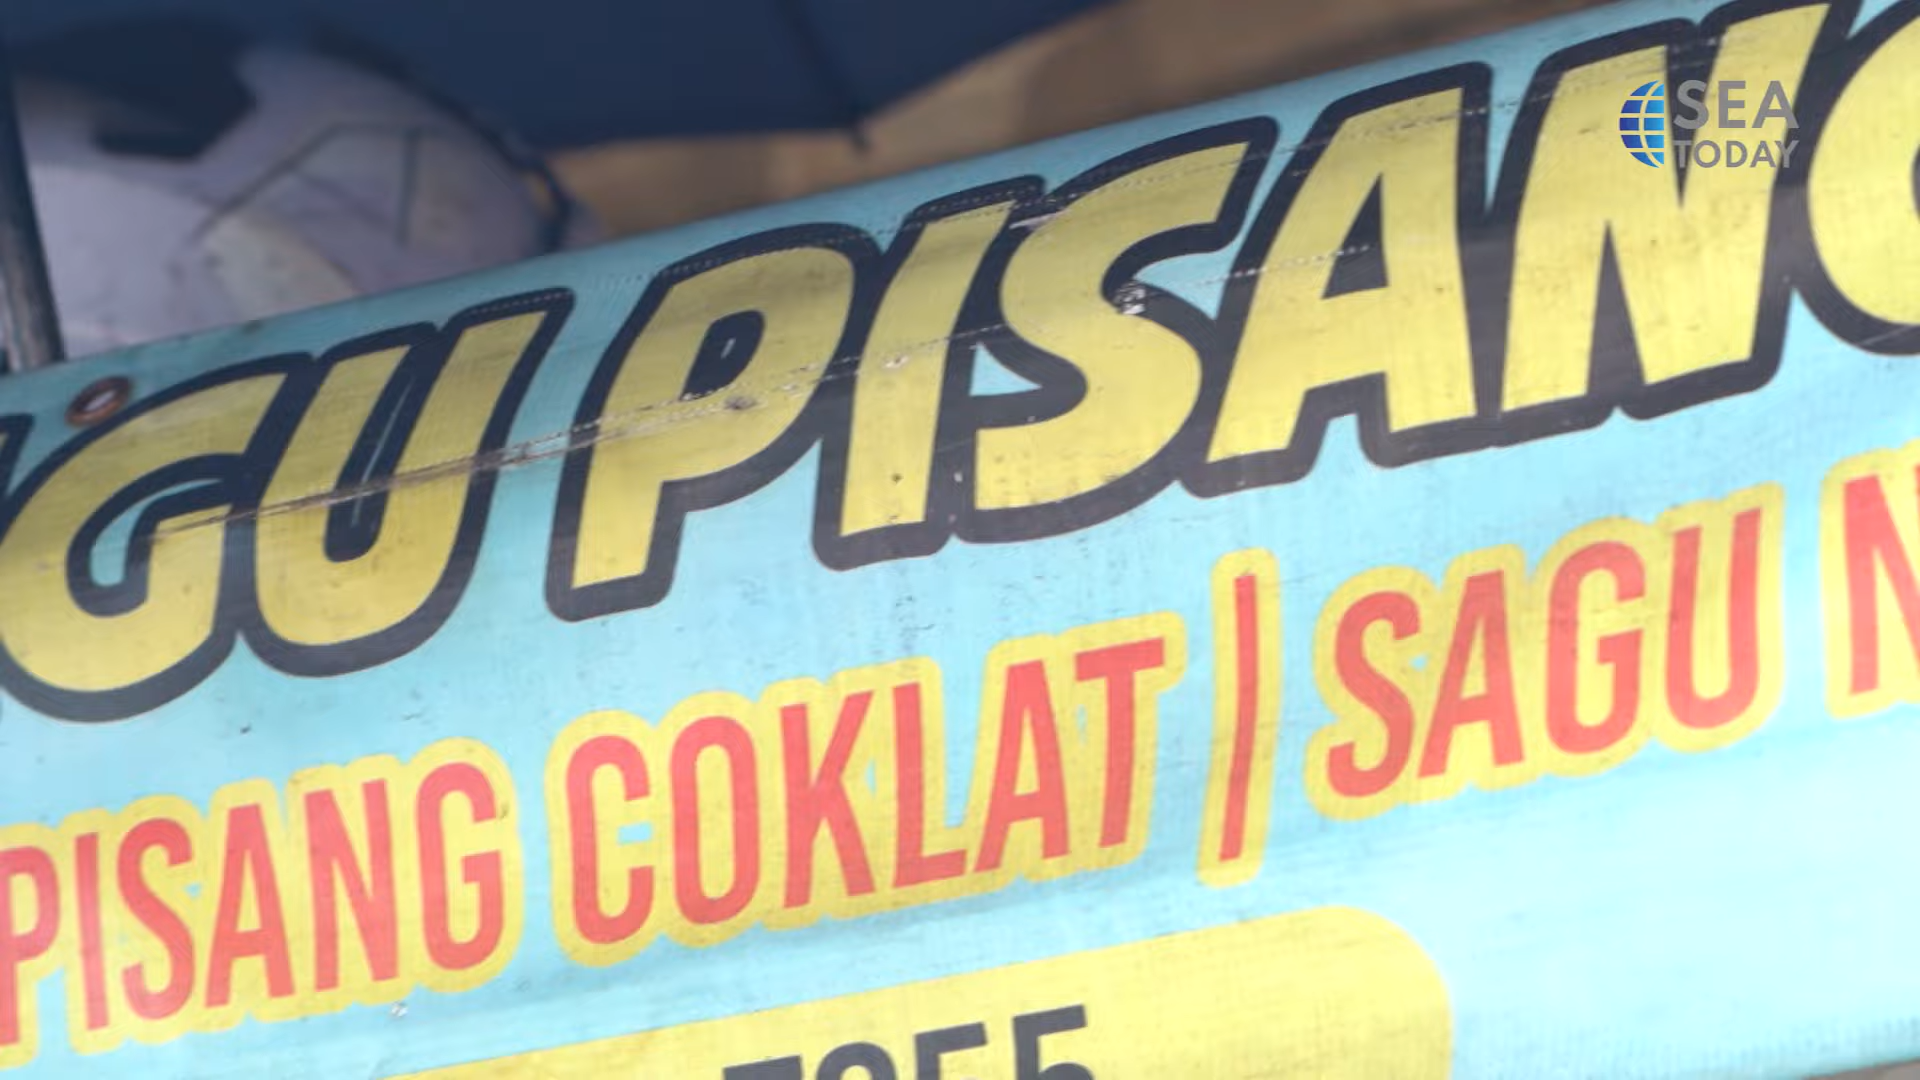 GU PISANG
PISANG COKLAT | SAGU N
SEA
TODAY